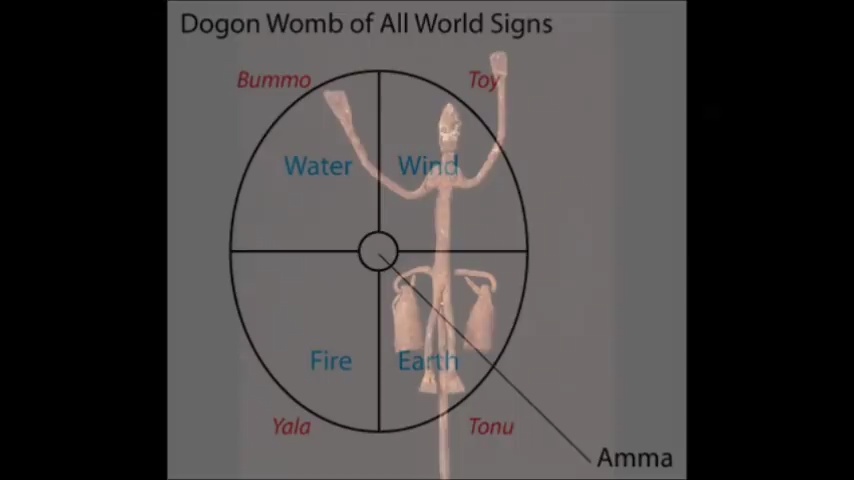 Dogon Womb of All World Signs
Bummo Toy
Water Wind
Fire Earth
Yala Tonu
Amma